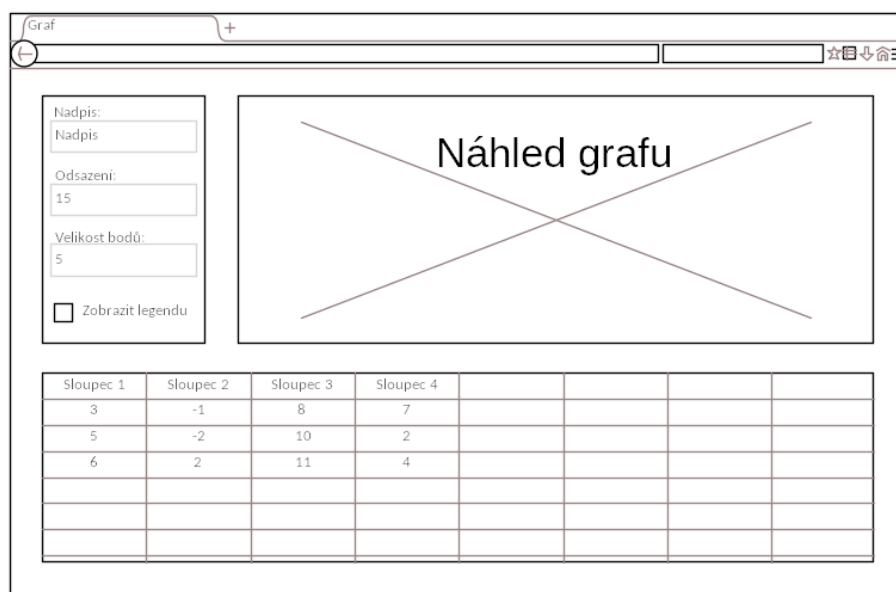 Graf
Nadpis:
Nadpis
Odsazení:
15
Velikost bodů:
5
Zobrazit legendu
Náhled grafu
Sloupec 1 Sloupec 2 Sloupec 3 Sloupec 4
3 -1 8 7
5 -2 10 2
6 2 11 4